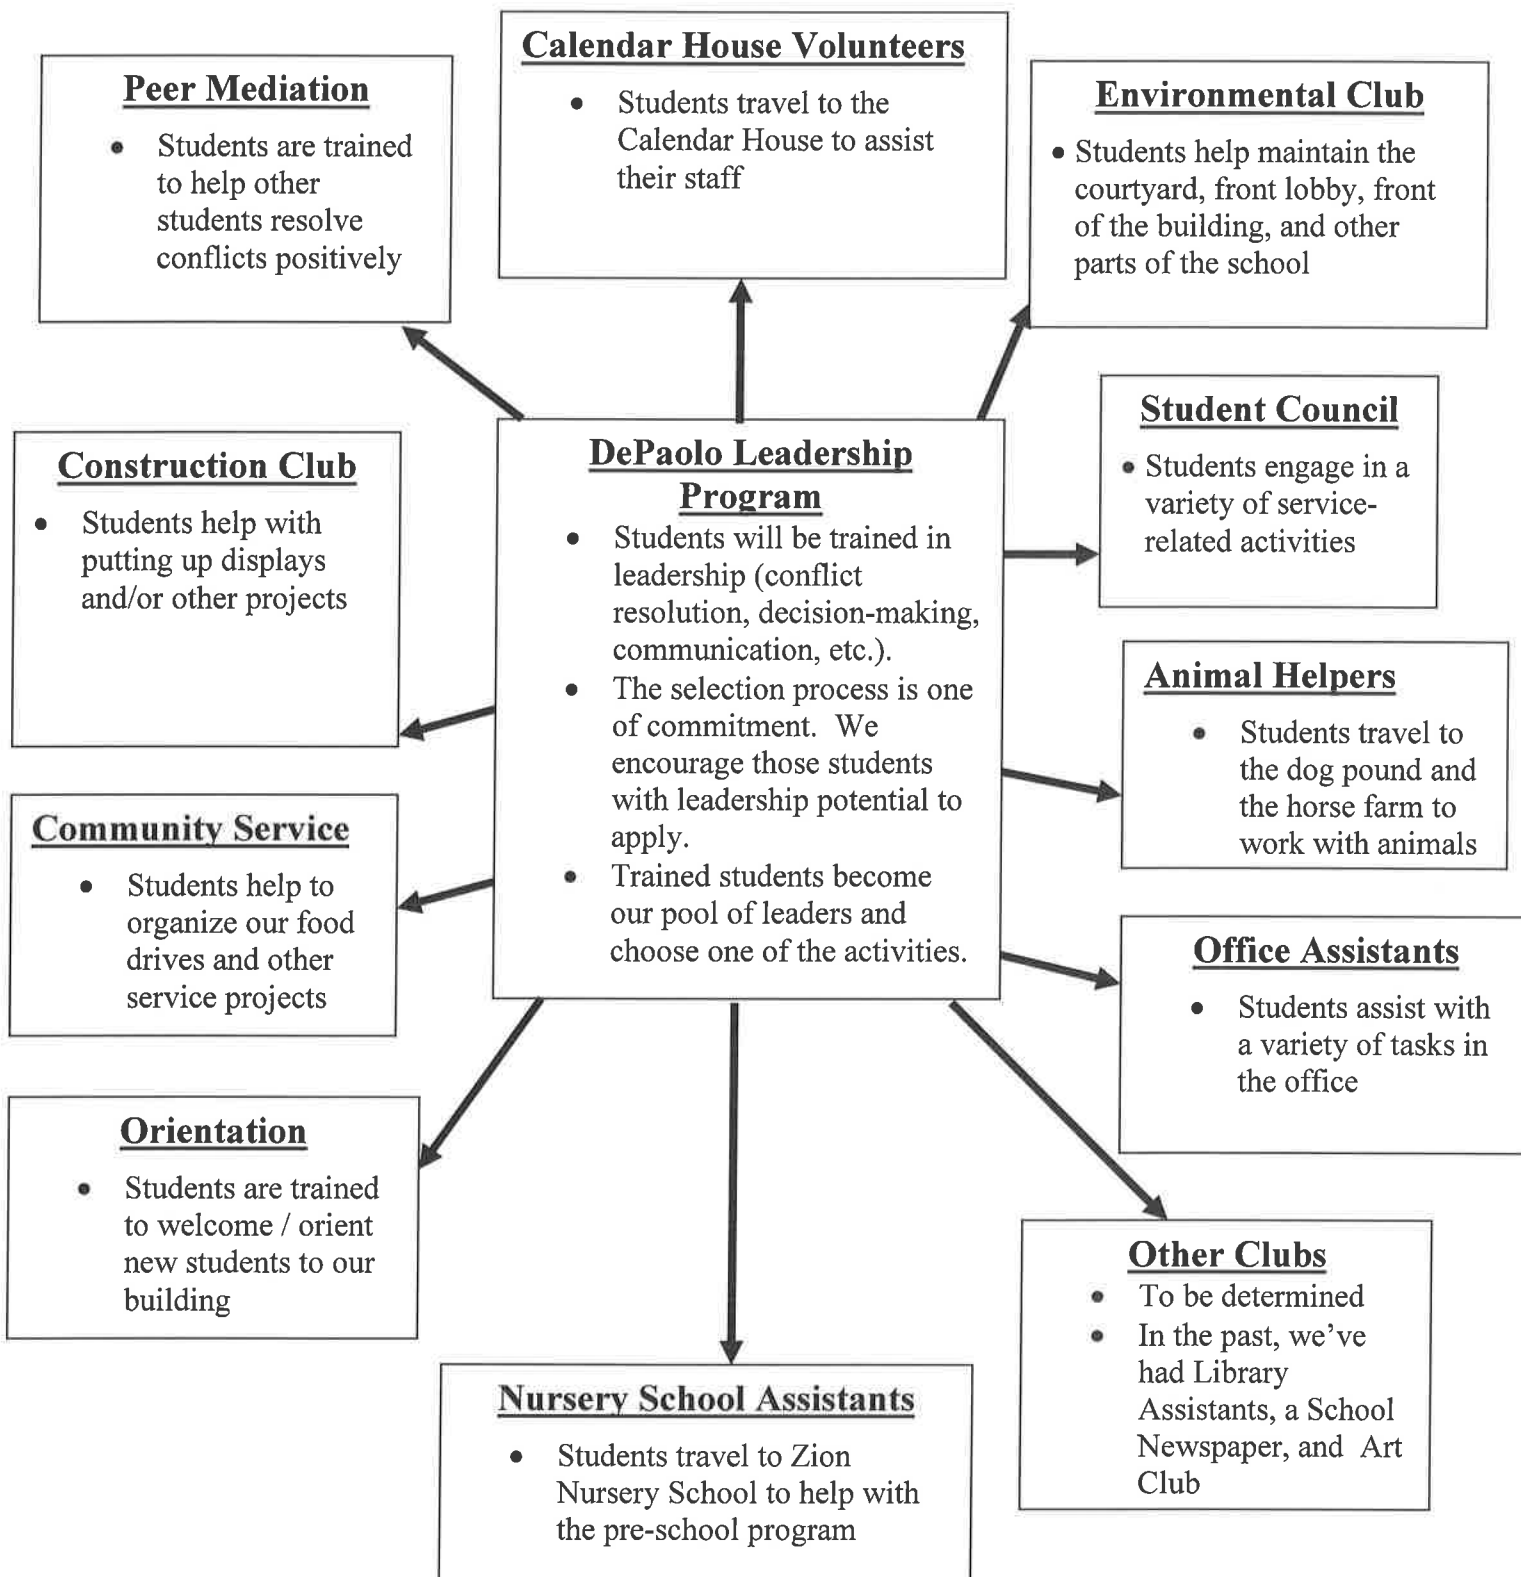 Calendar House Volunteers
• Students travel to the
Calendar House to assist
their staff
Peer Mediation
• Students are trained
to help other
students resolve
conflicts positively
Environmental Club
• Students help maintain the
courtyard, front lobby, front
of the building, and other
parts of the school
Student Council
• Students engage in a
variety of service-
related activities
Construction Club
• Students help with
putting up displays
and/or other projects
DePaolo Leadership
Program
• Students will be trained in
leadership (conflict
resolution, decision-making,
communication, etc.).
• The selection process is one
of commitment.  We
encourage those students
with leadership potential to
apply.
• Trained students become
our pool of leaders and
choose one of the activities.
Animal Helpers
• Students travel to
the dog pound and
the horse farm to
work with animals
Community Service
• Students help to
organize our food
drives and other
service projects
Office Assistants
• Students assist with
a variety of tasks in
the office
Orientation
• Students are trained
to welcome / orient
new students to our
building
Other Clubs
• To be determined
• In the past, we've
had Library
Assistants, a School
Newspaper, and  Art
Club
Nursery School Assistants
• Students travel to Zion
Nursery School to help with
the pre-school program